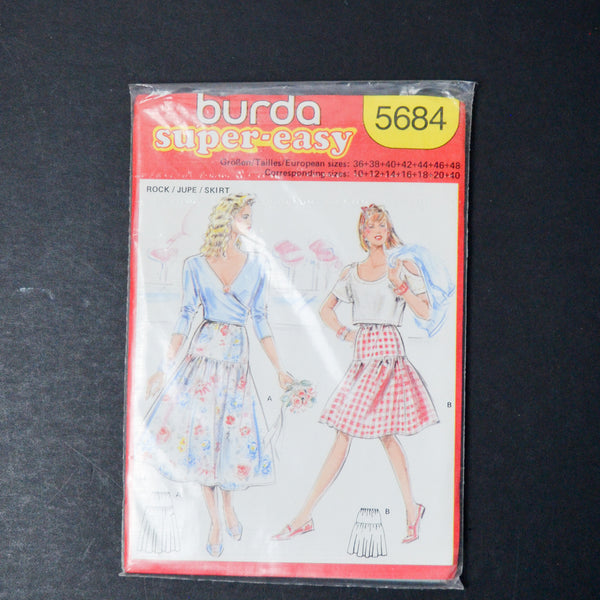 burda
super-easy
5684
Größen/Tailles/European sizes: 36+38+40+42+44+46+48
Corresponding sizes: 10+12+14+16+18+20+40
ROCK / JUPE / SKIRT
A
B
A
B